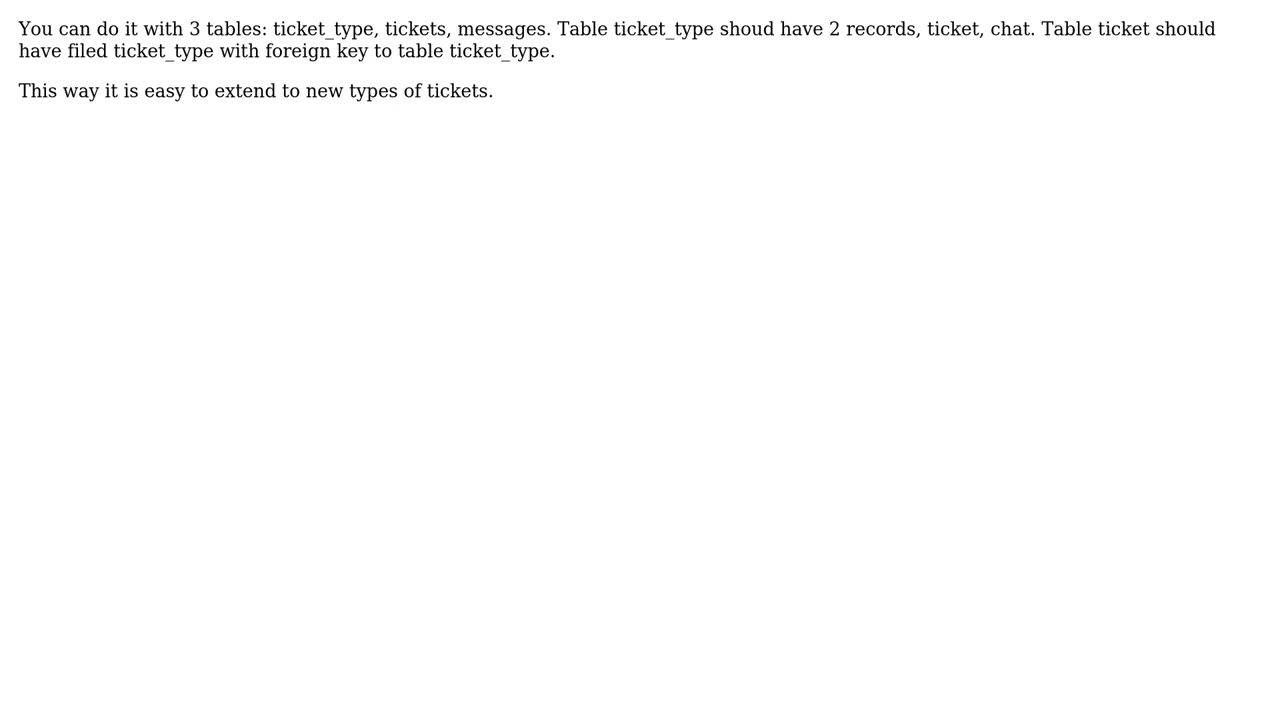 You can do it with 3 tables: ticket_type, tickets, messages. Table ticket_type shoud have 2 records, ticket, chat. Table ticket should
have filed ticket_type with foreign key to table ticket_type.
This way it is easy to extend to new types of tickets.